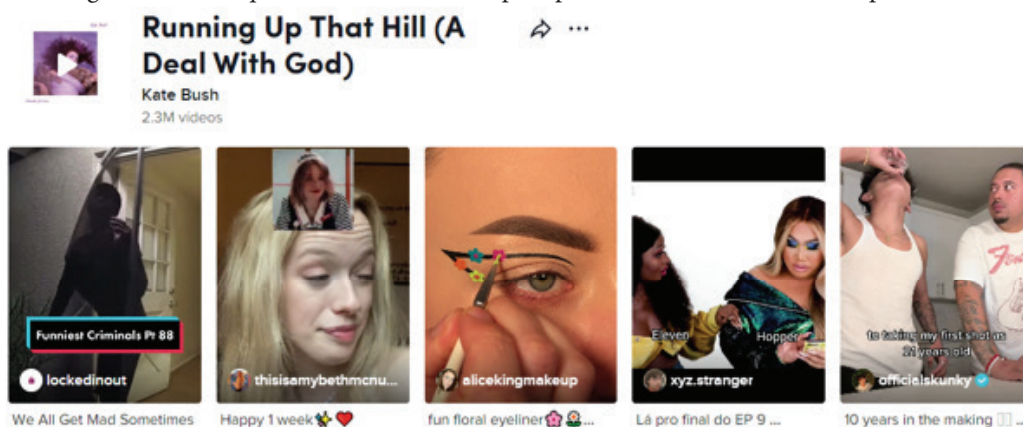 Running Up That Hill (A
Deal With God)
Kate Bush
2.3M videos
Funniest Criminals Pt 88
lockedinout
thisisamybethmcnu...
alicekingmakeup
Eleven
Hopper
xyz.stranger
to taking my first shot as
21 years old
officialskunky
We All Get Mad Sometimes
Happy 1 week
fun floral eyeliner🌸 ...
Lá pro final do EP 9 ...
10 years in the making ...